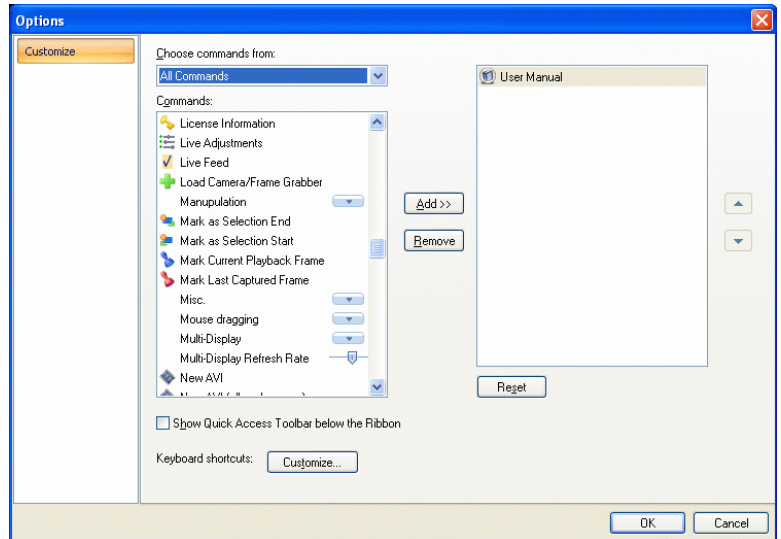 Options
Customize
Choose commands from:
All Commands
Commands:
License Information
Live Adjustments
Live Feed
Load Camera/Frame Grabber
Manupulation
Mark as Selection End
Mark as Selection Start
Mark Current Playback Frame
Mark Last Captured Frame
Misc.
Mouse dragging
Multi-Display
Multi-Display Refresh Rate
New AVI
Add >>
Remove
User Manual
Reset
Show Quick Access Toolbar below the Ribbon
Keyboard shortcuts:
Customize...
OK
Cancel